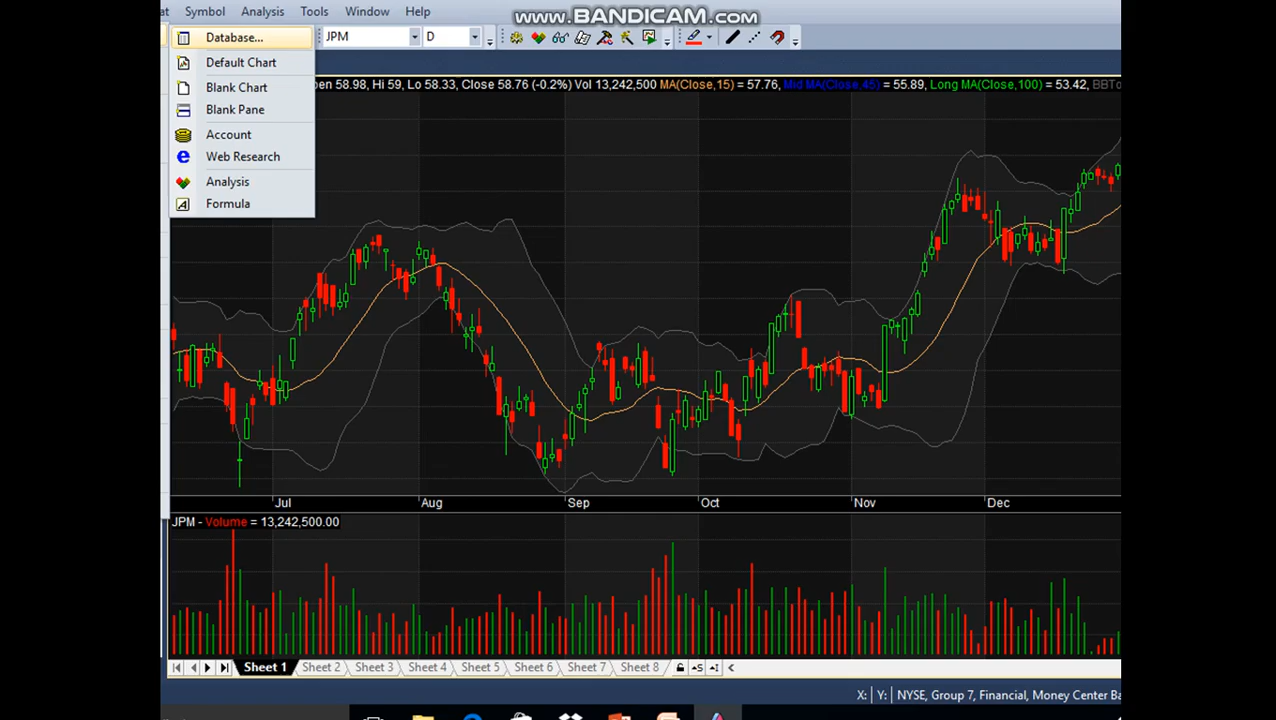 at Symbol Analysis Tools Window Help
www.BANDICAM.com
Database... JPM D
Default Chart
pen 58.98, Hi 59, Lo 58.33, Close 58.76 (-0.2%) Vol 13,242,500 MA(Close,15) = 57.76, Mid MA(Close,45) = 55.89, Long MA(Close,100) = 53.42, BBTo
Blank Chart
Blank Pane
Account
Web Research
Analysis
Formula
Jul Aug Sep Oct Nov Dec
JPM - Volume = 13,242,500.00
Sheet 1 Sheet 2 Sheet 3 Sheet 4 Sheet 5 Sheet 6 Sheet 7 Sheet 8
X: Y: NYSE, Group 7, Financial, Money Center Ba